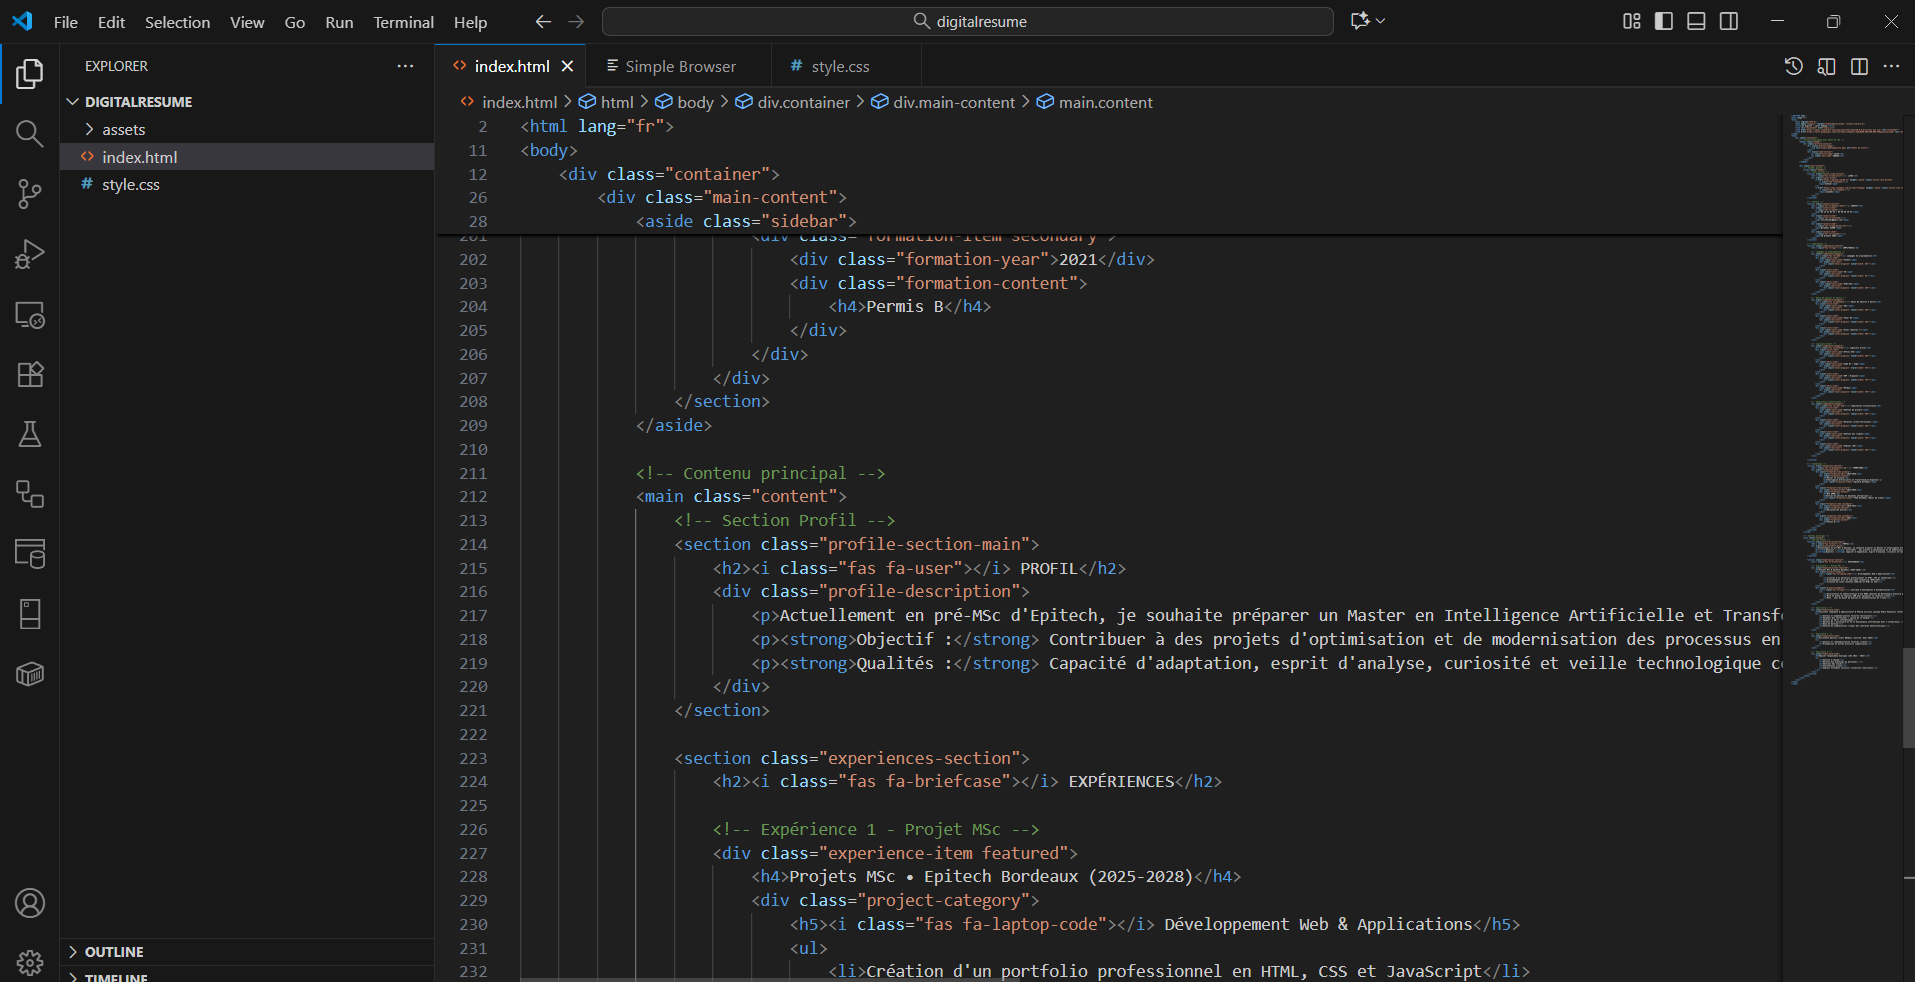 File Edit Selection View Go Run Terminal Help
digitalresume
EXPLORER
DIGITALRESUME
assets
index.html
style.css
OUTLINE
TIMELINE
index.html
Simple Browser
style.css
index.html > html > body > div.container > div.main-content > main.content
2 <html lang="fr">
11 <body>
12 <div class="container">
26 <div class="main-content">
28 <aside class="sidebar">
201 <div class="formation-item secondary">
202 <div class="formation-year">2021</div>
203 <div class="formation-content">
204 <h4>Permis B</h4>
205 </div>
206 </div>
207 </div>
208 </section>
209 </aside>
210
211 <!-- Contenu principal -->
212 <main class="content">
213 <!-- Section Profil -->
214 <section class="profile-section-main">
215 <h2><i class="fas fa-user"></i> PROFIL</h2>
216 <div class="profile-description">
217 <p>Actuellement en pré-MSc d'Epitech, je souhaite préparer un Master en Intelligence Artificielle et Transf
218 <p><strong>Objectif :</strong> Contribuer à des projets d'optimisation et de modernisation des processus en
219 <p><strong>Qualités :</strong> Capacité d'adaptation, esprit d'analyse, curiosité et veille technologique c
220 </div>
221 </section>
222
223 <section class="experiences-section">
224 <h2><i class="fas fa-briefcase"></i> EXPÉRIENCES</h2>
225
226 <!-- Expérience 1 - Projet MSc -->
227 <div class="experience-item featured">
228 <h4>Projets MSc • Epitech Bordeaux (2025-2028)</h4>
229 <div class="project-category">
230 <h5><i class="fas fa-laptop-code"></i> Développement Web & Applications</h5>
231 <ul>
232 <li>Création d'un portfolio professionnel en HTML, CSS et JavaScript</li>